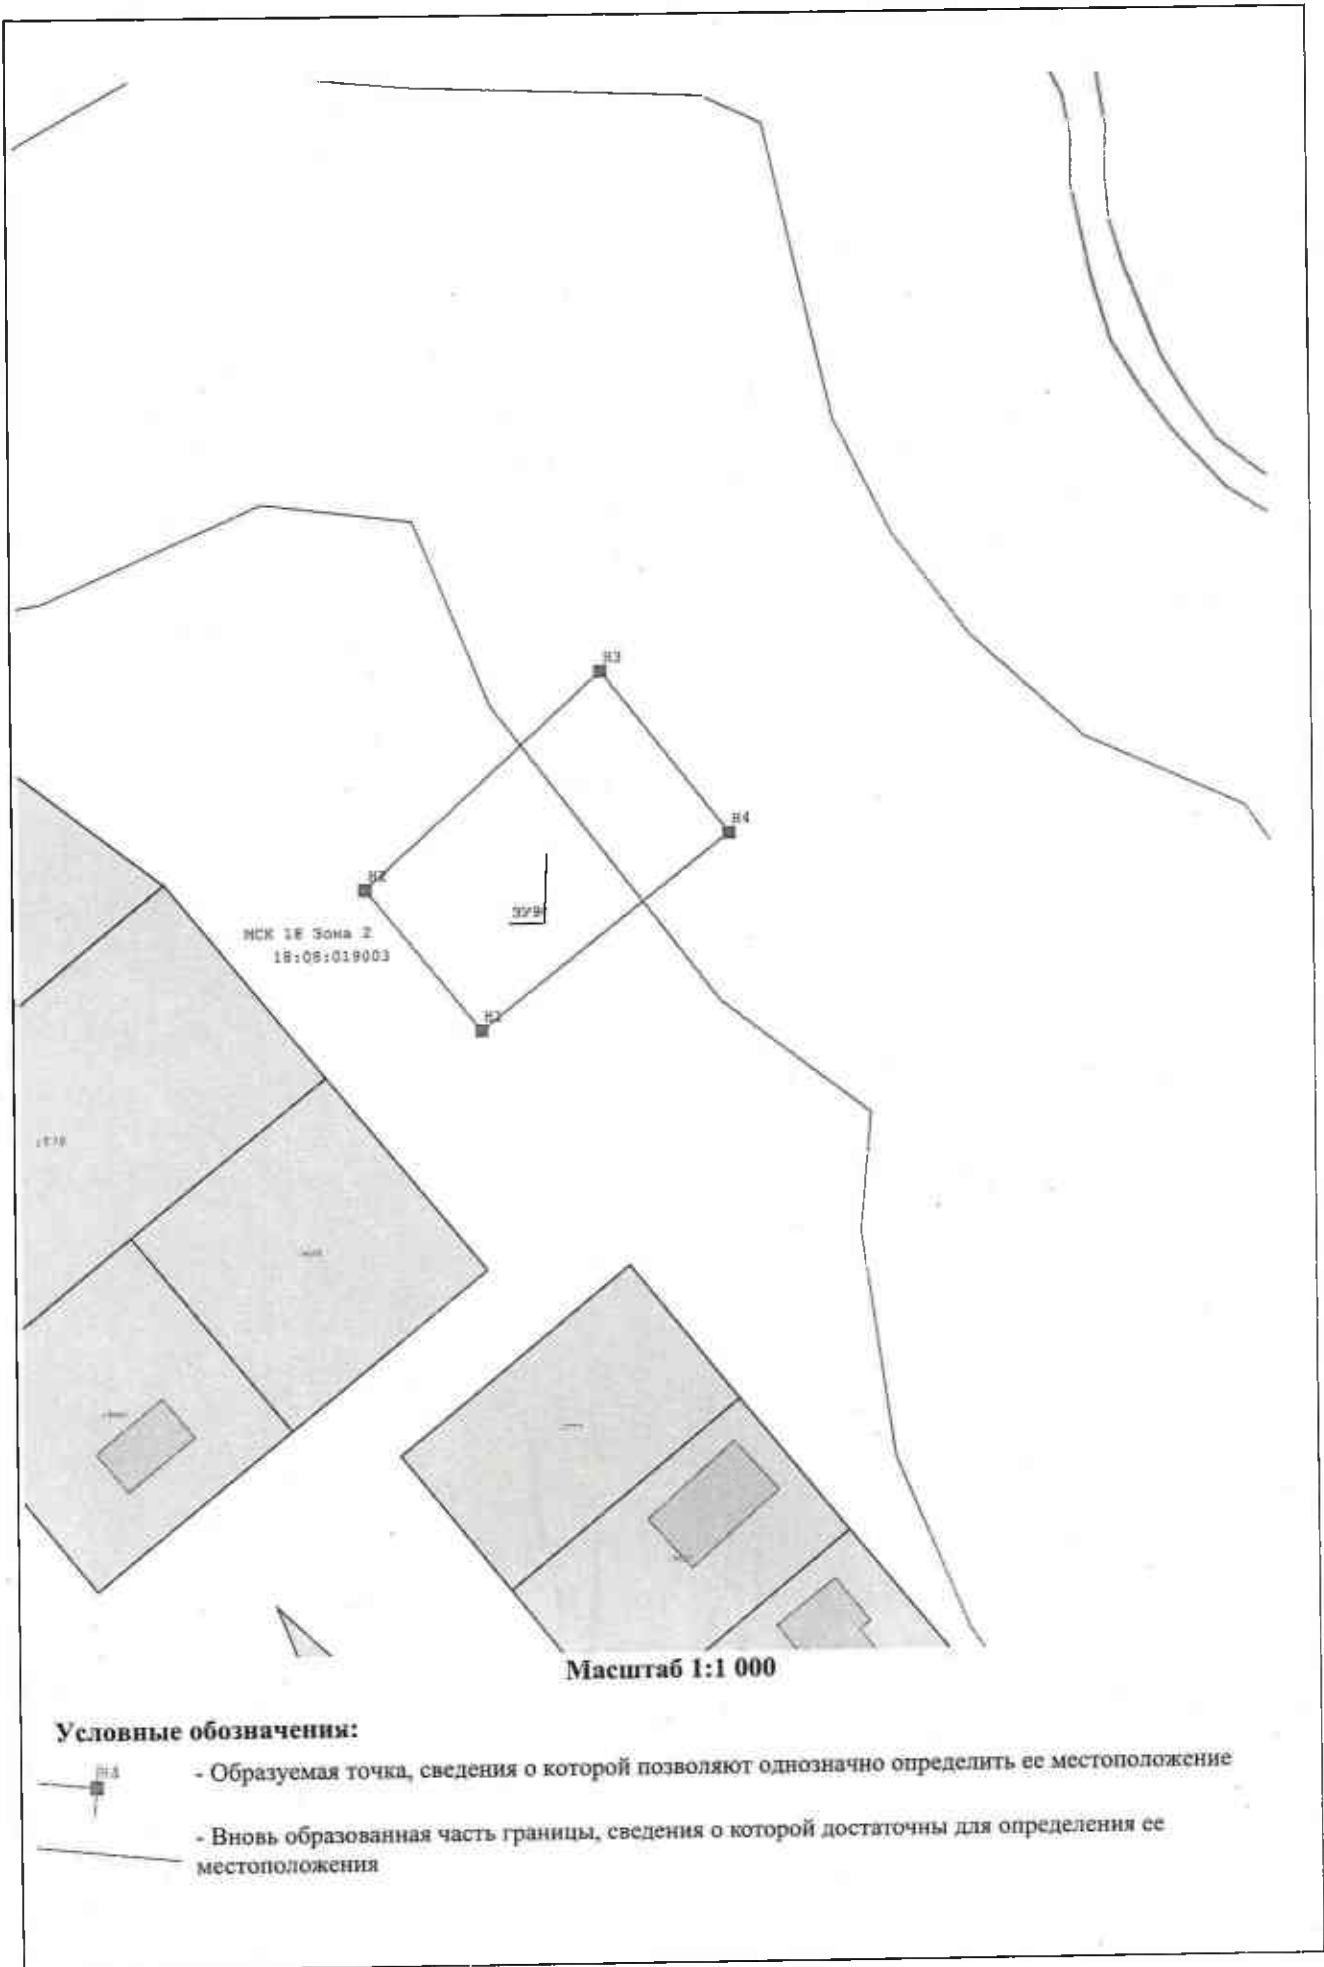 Н3
Н4
Н2
ЗУ9
МСК 18 Зона 2
18:08:019003
Н1
Масштаб 1:1 000
Условные обозначения:
- Образуемая точка, сведения о которой позволяют однозначно определить ее местоположение
- Вновь образованная часть границы, сведения о которой достаточны для определения ее
местоположения